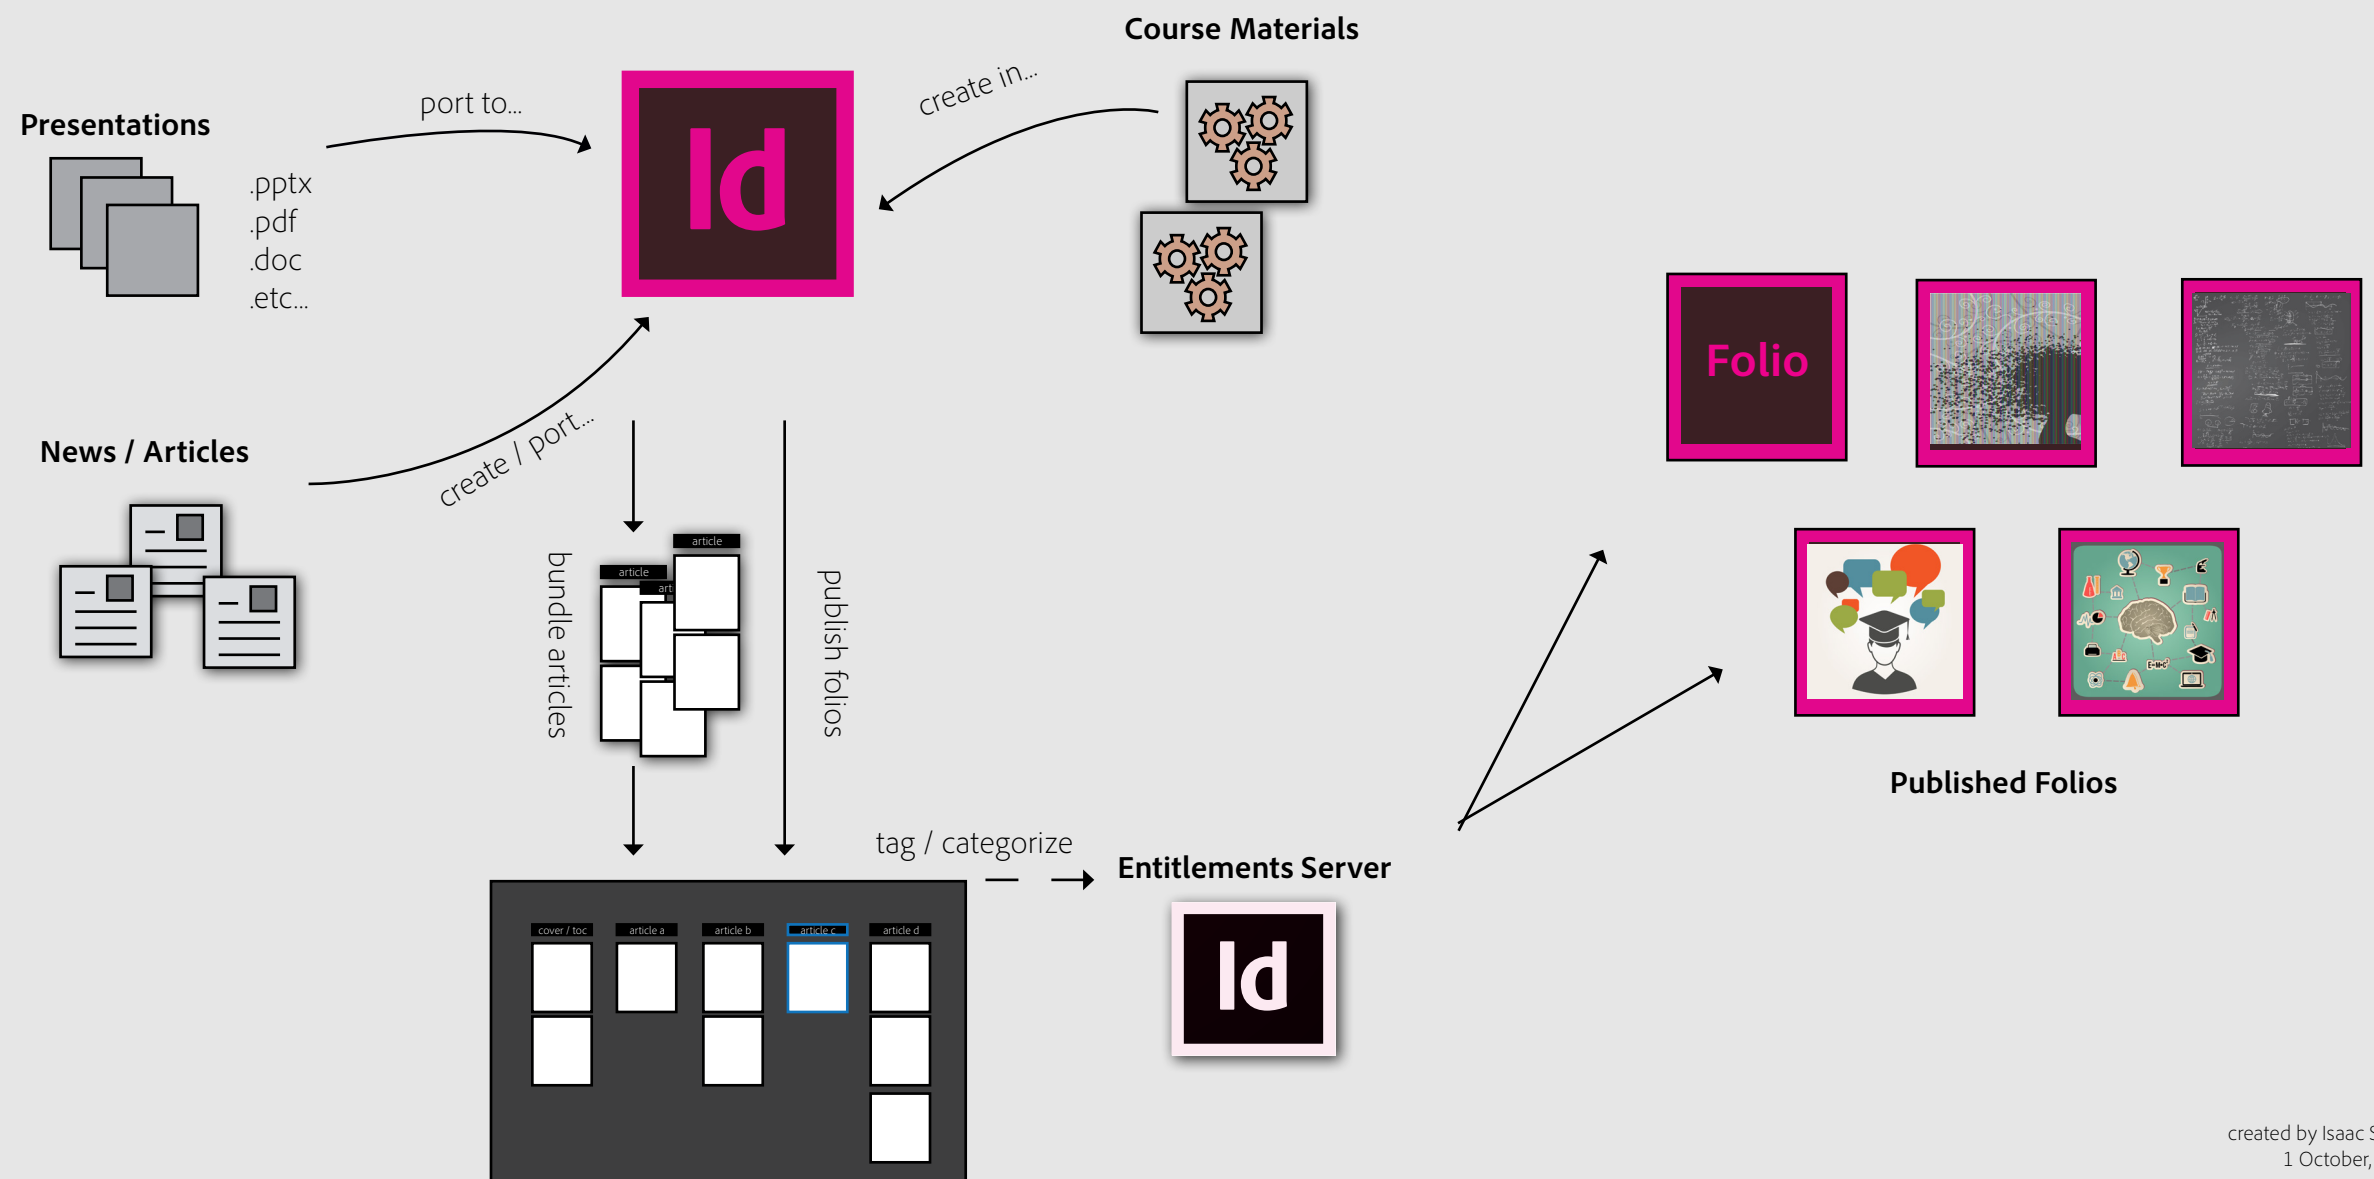 Course Materials
create in...
port to...
Presentations
.pptx
.pdf
.doc
.etc...
Id
Folio
News / Articles
create / port...
article
article
bundle articles
publish folios
Published Folios
tag / categorize
Entitlements Server
cover / toc
article a
article b
article c
article d
Id
E=MC²
created by Isaac
1 October,